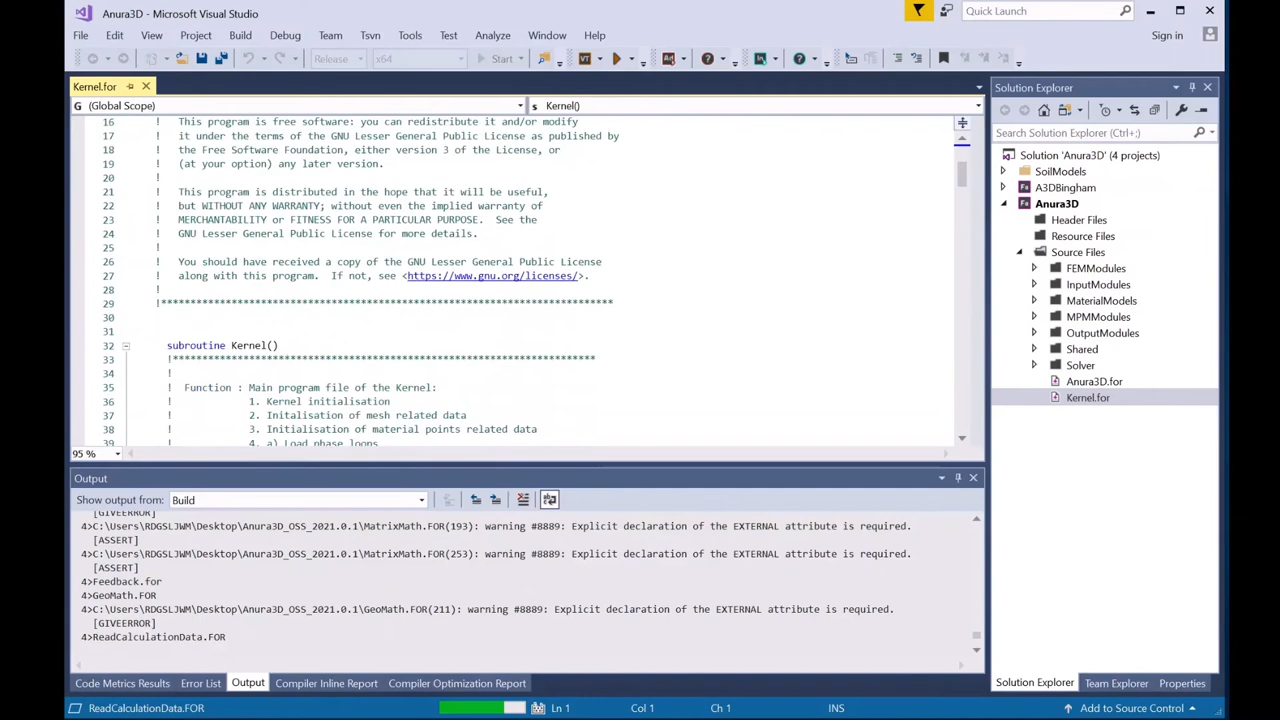 Anura3D - Microsoft Visual Studio
Quick Launch
File Edit View Project Build Debug Team Tsvn Tools Test Analyze Window Help
Sign in
Release x64 Start
Kernel.for
(Global Scope) Kernel()
16 ! This program is free software: you can redistribute it and/or modify
17 ! it under the terms of the GNU Lesser General Public License as published by
18 ! the Free Software Foundation, either version 3 of the License, or
19 ! (at your option) any later version.
20 !
21 ! This program is distributed in the hope that it will be useful,
22 ! but WITHOUT ANY WARRANTY; without even the implied warranty of
23 ! MERCHANTABILITY or FITNESS FOR A PARTICULAR PURPOSE.  See the
24 ! GNU Lesser General Public License for more details.
25 !
26 ! You should have received a copy of the GNU Lesser General Public License
27 ! along with this program.  If not, see <https://www.gnu.org/licenses/>.
28 !
29 !*****************************************************************************
30
31
32 subroutine Kernel()
33 !************************************************************************
34 !
35 ! Function : Main program file of the Kernel:
36 ! 1. Kernel initialisation
37 ! 2. Initalisation of mesh related data
38 ! 3. Initialisation of material points related data
39 ! 4. a) Load phase loops
95 %
Solution Explorer
Search Solution Explorer (Ctrl+;)
Solution 'Anura3D' (4 projects)
SoilModels
A3DBingham
Anura3D
Header Files
Resource Files
Source Files
FEMModules
InputModules
MaterialModels
MPMModules
OutputModules
Shared
Solver
Anura3D.for
Kernel.for
Output
Show output from: Build
[GIVEERROR]
4>C:\Users\RDGSLJWM\Desktop\Anura3D_OSS_2021.0.1\MatrixMath.FOR(193): warning #8889: Explicit declaration of the EXTERNAL attribute is required.
[ASSERT]
4>C:\Users\RDGSLJWM\Desktop\Anura3D_OSS_2021.0.1\MatrixMath.FOR(253): warning #8889: Explicit declaration of the EXTERNAL attribute is required.
[ASSERT]
4>Feedback.for
4>GeoMath.FOR
4>C:\Users\RDGSLJWM\Desktop\Anura3D_OSS_2021.0.1\GeoMath.FOR(211): warning #8889: Explicit declaration of the EXTERNAL attribute is required.
[GIVEERROR]
4>ReadCalculationData.FOR
Code Metrics Results Error List Output Compiler Inline Report Compiler Optimization Report
Solution Explorer Team Explorer Properties
ReadCalculationData.FOR Ln 1 Col 1 Ch 1 INS Add to Source Control